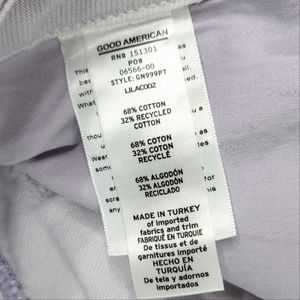 GOOD AMERICAN
RN# 151301
POB
06566-00
STYLE: GN999PT
LILAC002
68% COTTON
32% RECYCLED
COTTON
68% COTON
32% COTON
RECYCLÉ
68% ALGODÓN
32% ALGODÓN
RECICLADO
MADE IN TURKEY
of imported
fabrics and trim
FABRIQUÉ EN TURQUIE
De tissus et de
garnitures importé
HECHO EN
TURQUÍA
De tela y adornos
importados